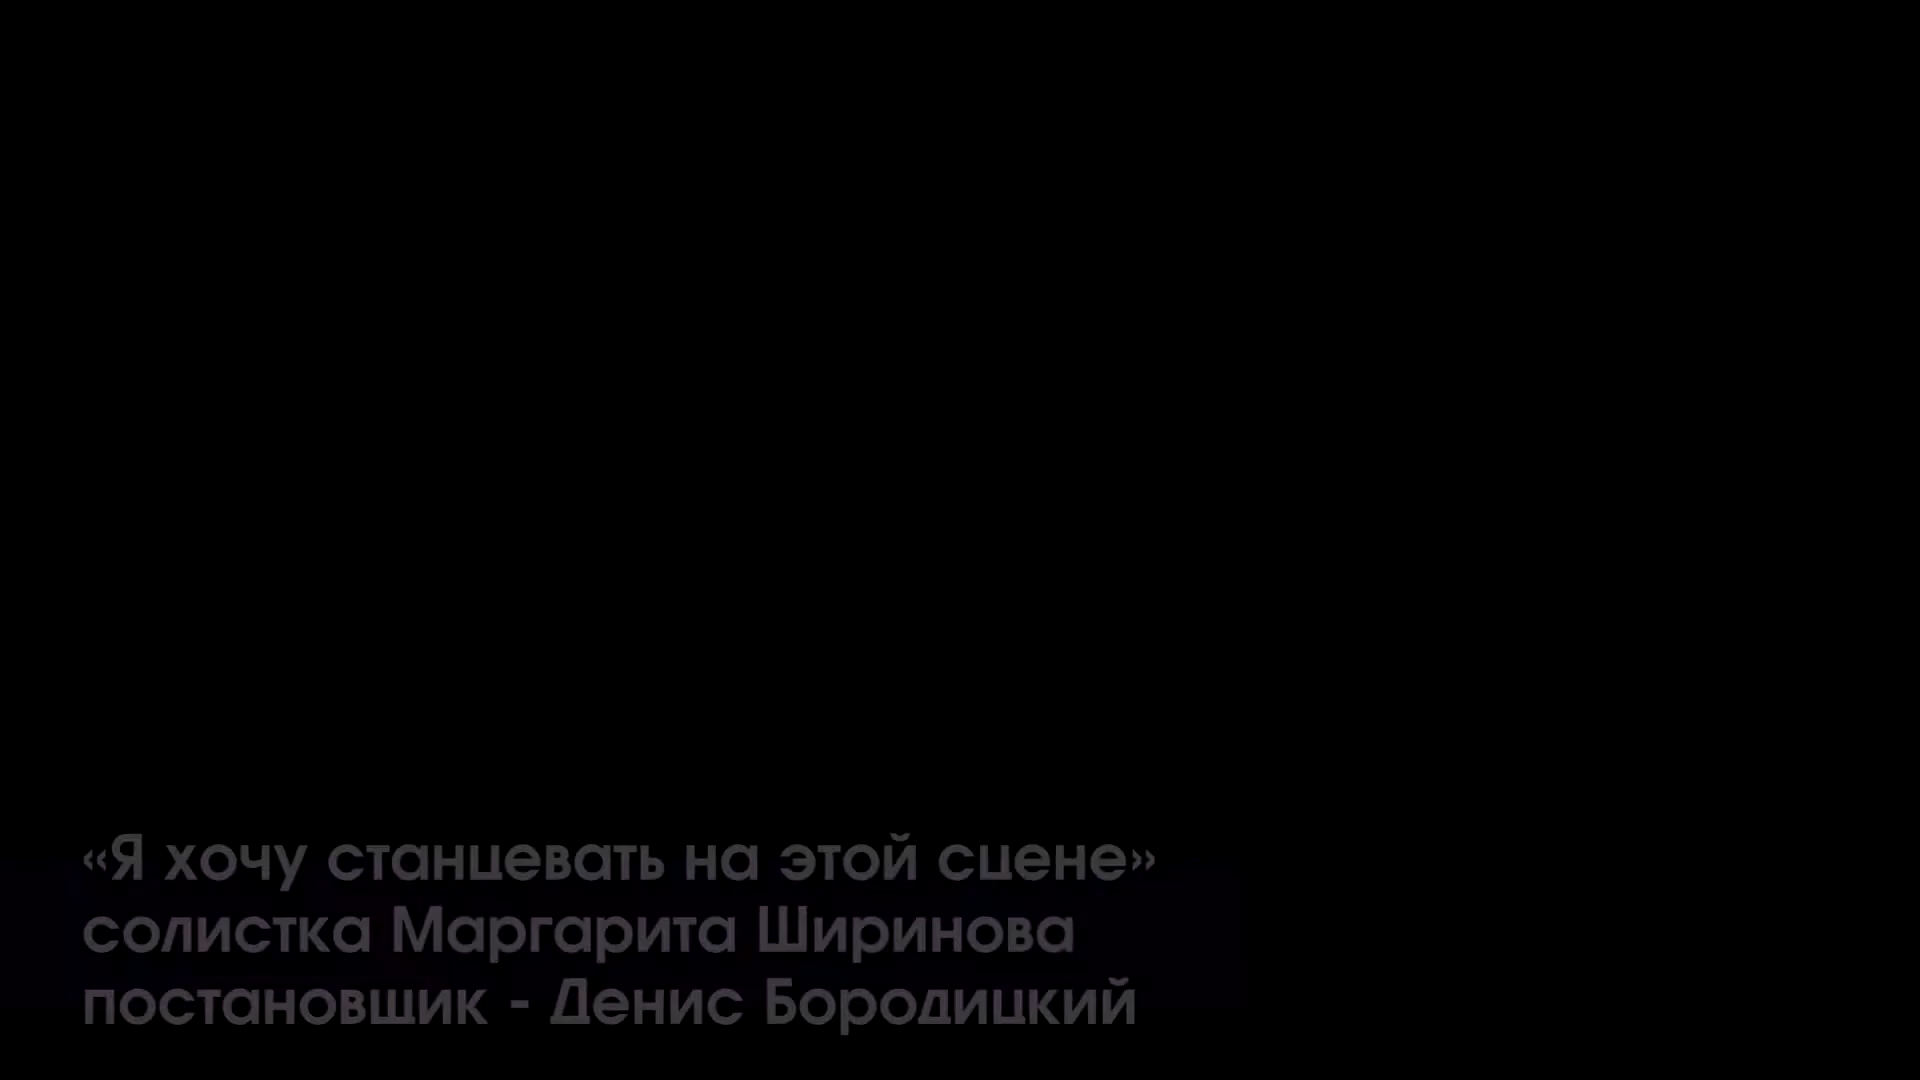 «Я хочу станцевать на этой сцене»
солистка Маргарита Ширинова
постановщик - Денис Бородицкий